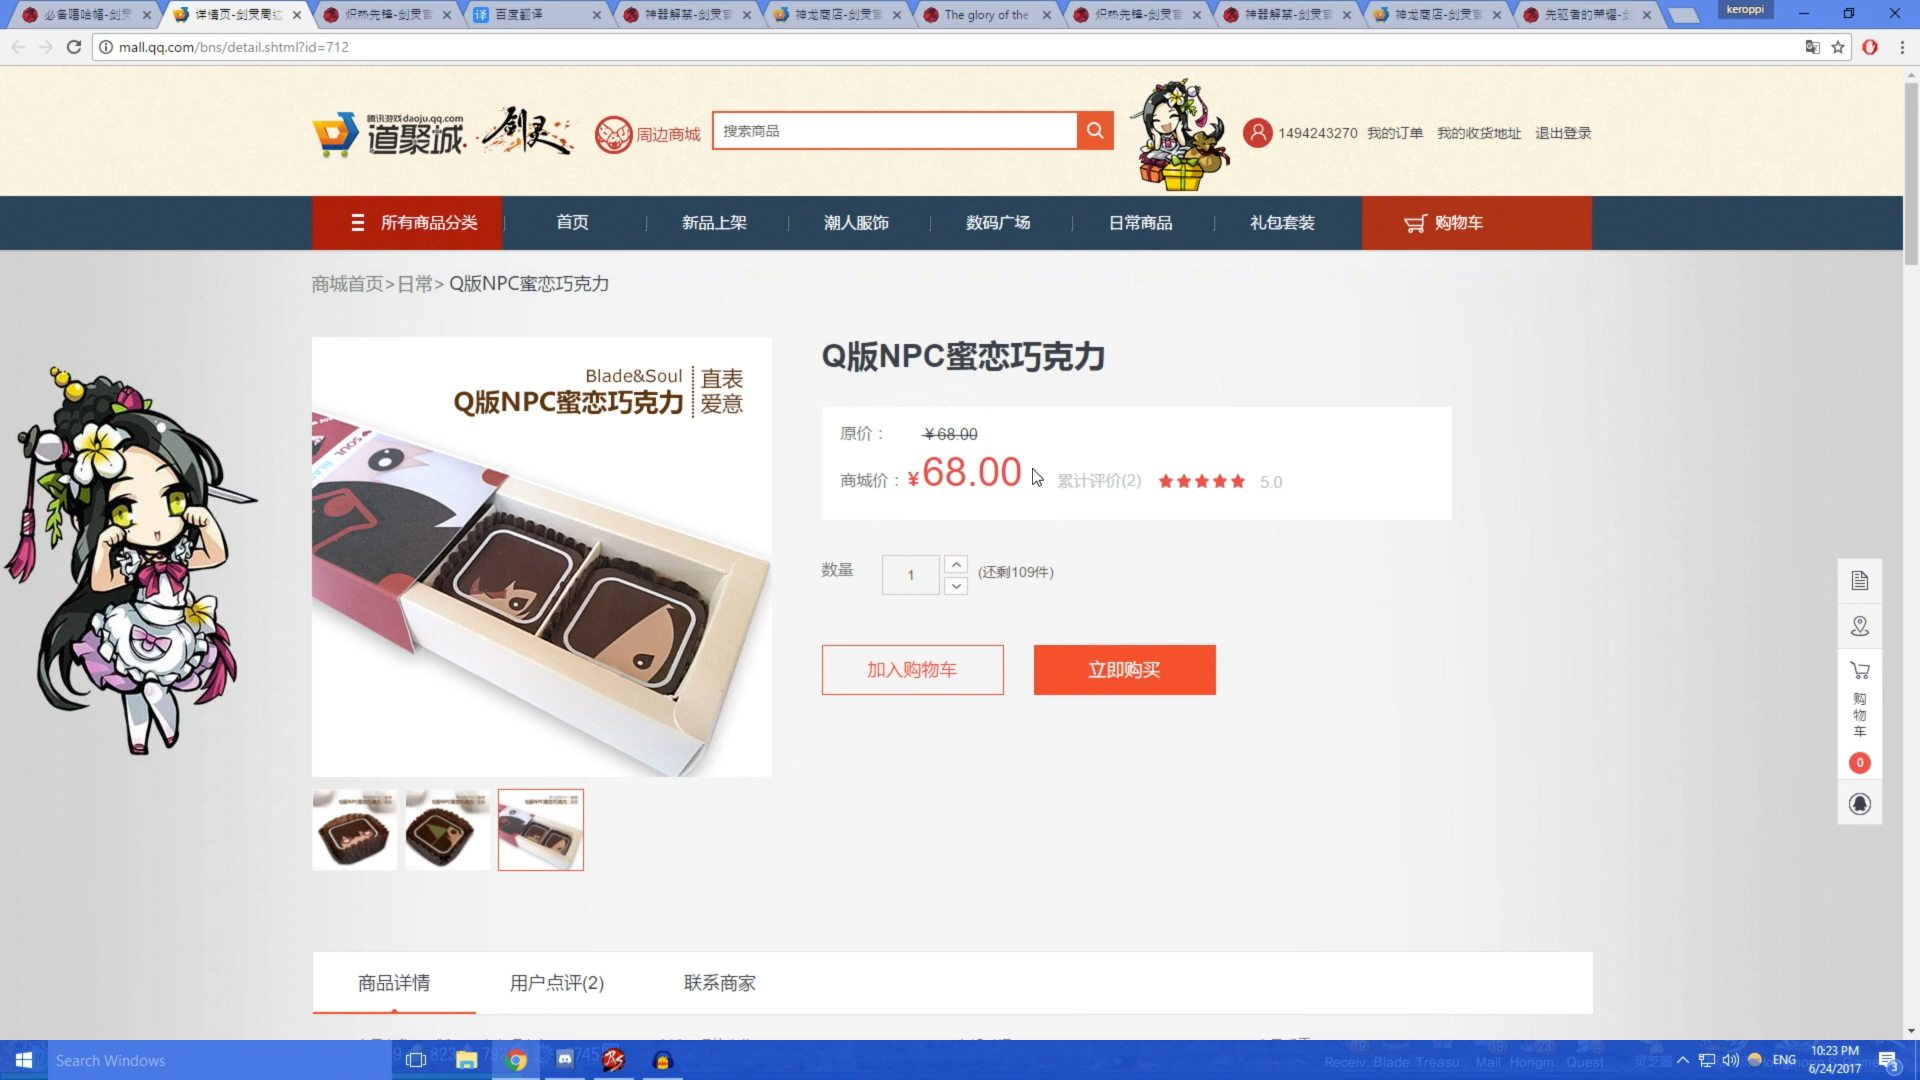 必备嘻哈帽-剑灵
详情页-剑灵周边
炽热先锋-剑灵官
百度翻译
神器解禁-剑灵官
神龙商店-剑灵官
The glory of the
炽热先锋-剑灵官
神器解禁-剑灵官
神龙商店-剑灵官
先驱者的荣耀-剑
keroppi
mall.qq.com/bns/detail.shtml?id=712
腾讯游戏daoju.qq.com
道聚城
剑灵
周边商城
搜索商品
1494243270 我的订单 我的收货地址 退出登录
所有商品分类
首页
新品上架
潮人服饰
数码广场
日常商品
礼包套装
购物车
商城首页>日常> Q版NPC蜜恋巧克力
Blade&Soul
Q版NPC蜜恋巧克力
直表
爱意
Q版NPC蜜恋巧克力
原价： ¥68.00
商城价：¥68.00 累计评价(2) 5.0
数量 1 (还剩109件)
加入购物车
立即购买
购物车
0
商品详情
用户点评(2)
联系商家
Search Windows
ENG
10:23 PM
6/24/2017
3